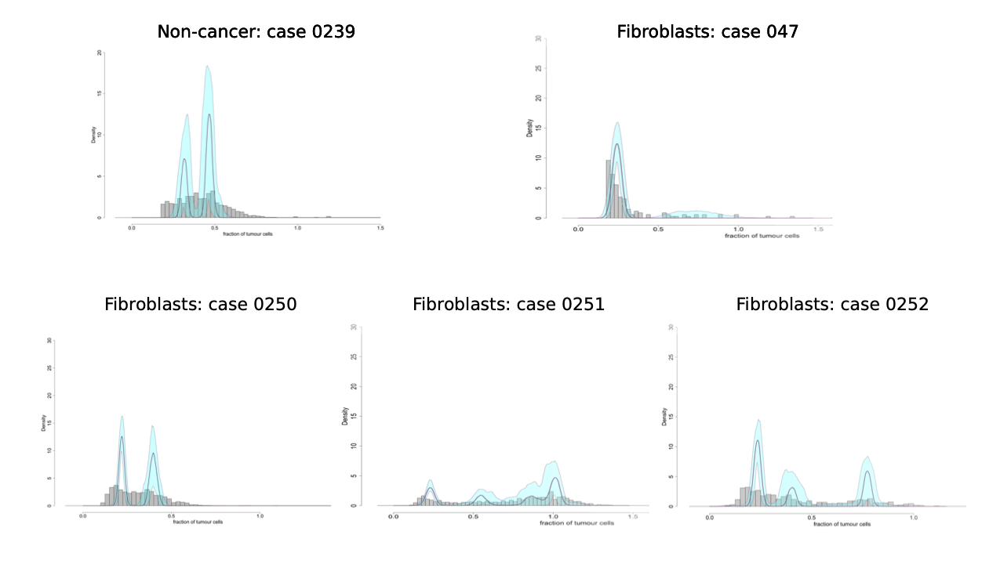 Non-cancer: case 0239
Fibroblasts: case 047
20
15
10
5
0
Density
0.0 0.5 1.0 1.5
fraction of tumour cells
30
25
20
15
10
5
0
Density
0.0 0.5 1.0 1.5
fraction of tumour cells
Fibroblasts: case 0250
Fibroblasts: case 0251
Fibroblasts: case 0252
30
25
20
15
10
5
0
Density
0.0 0.5 1.0
fraction of tumour cells
30
25
20
15
10
5
0
Density
0.0 0.5 1.0 1.5
fraction of tumour cells
30
25
20
15
10
5
0
Density
0.0 0.5 1.0
fraction of tumour cells